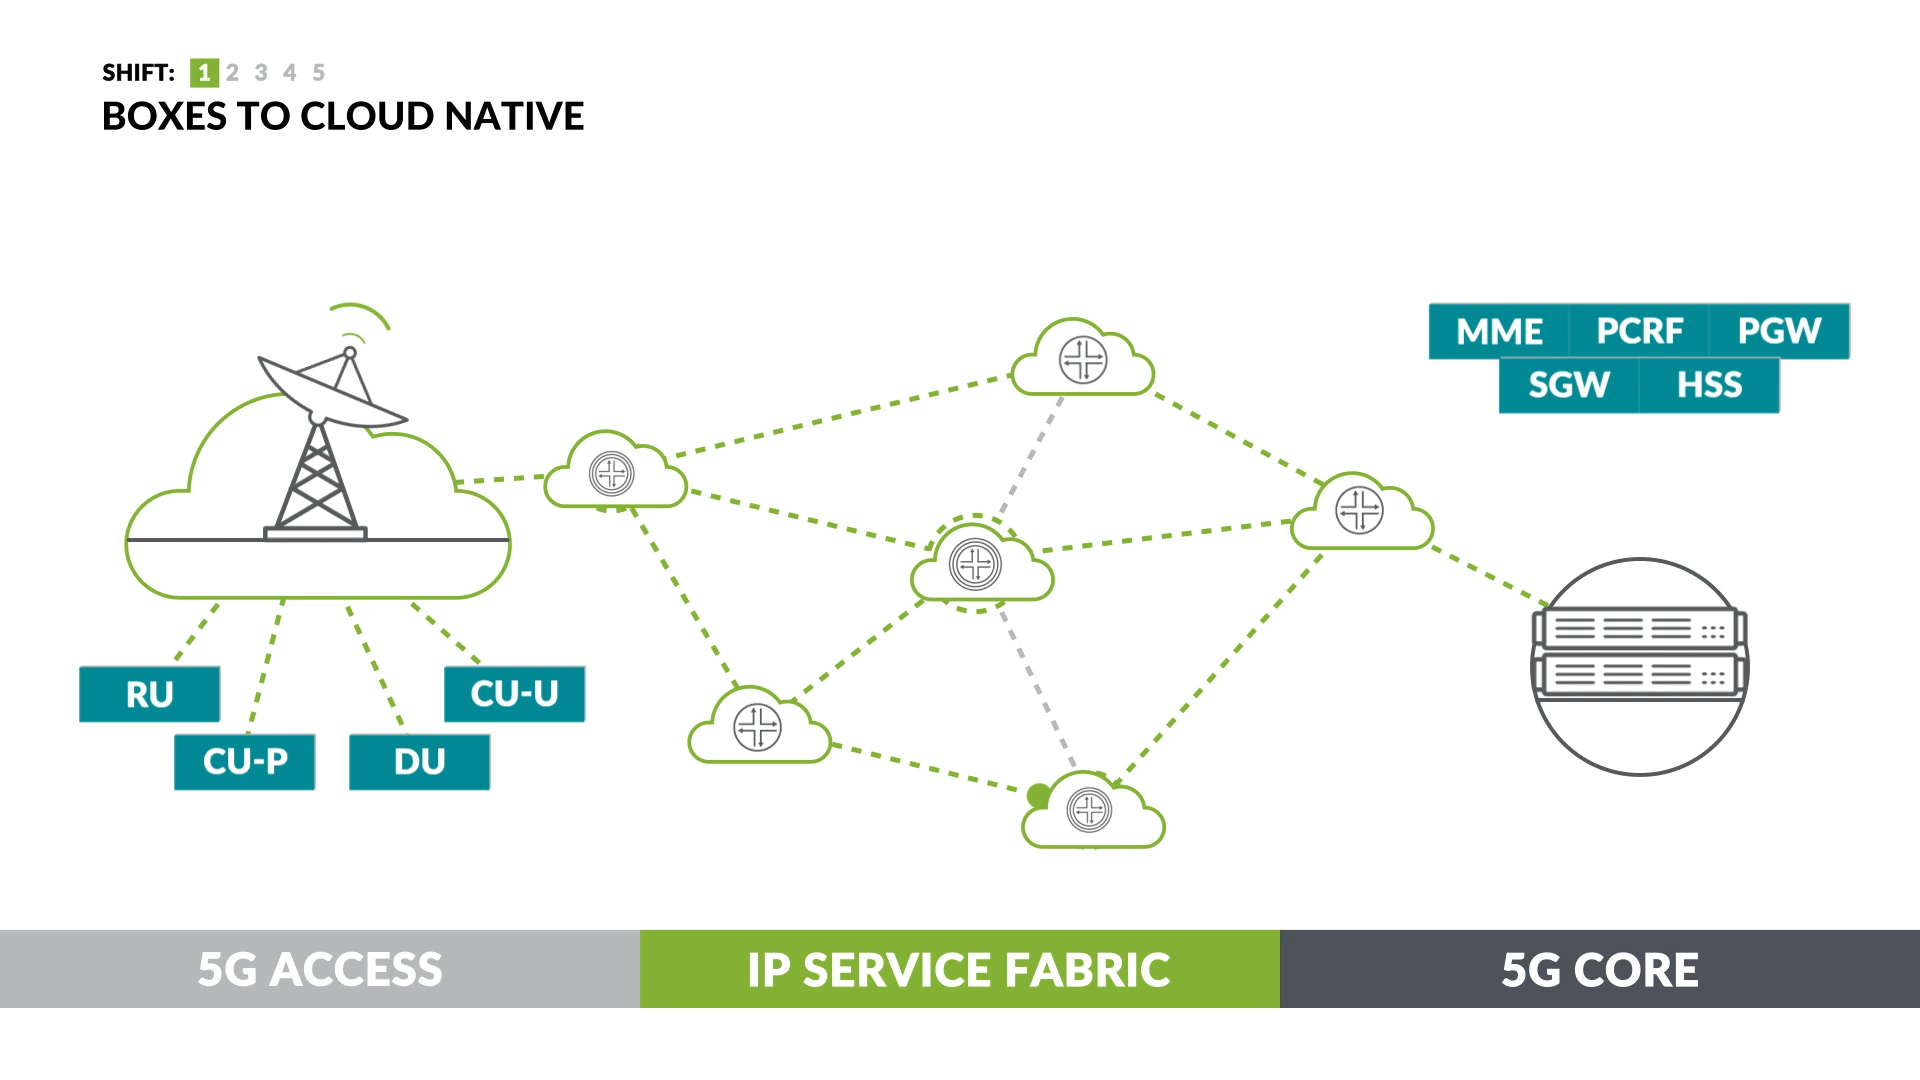 SHIFT: 1 2 3 4 5
BOXES TO CLOUD NATIVE
MME PCRF PGW
SGW HSS
RU
CU-U
CU-P
DU
5G ACCESS
IP SERVICE FABRIC
5G CORE